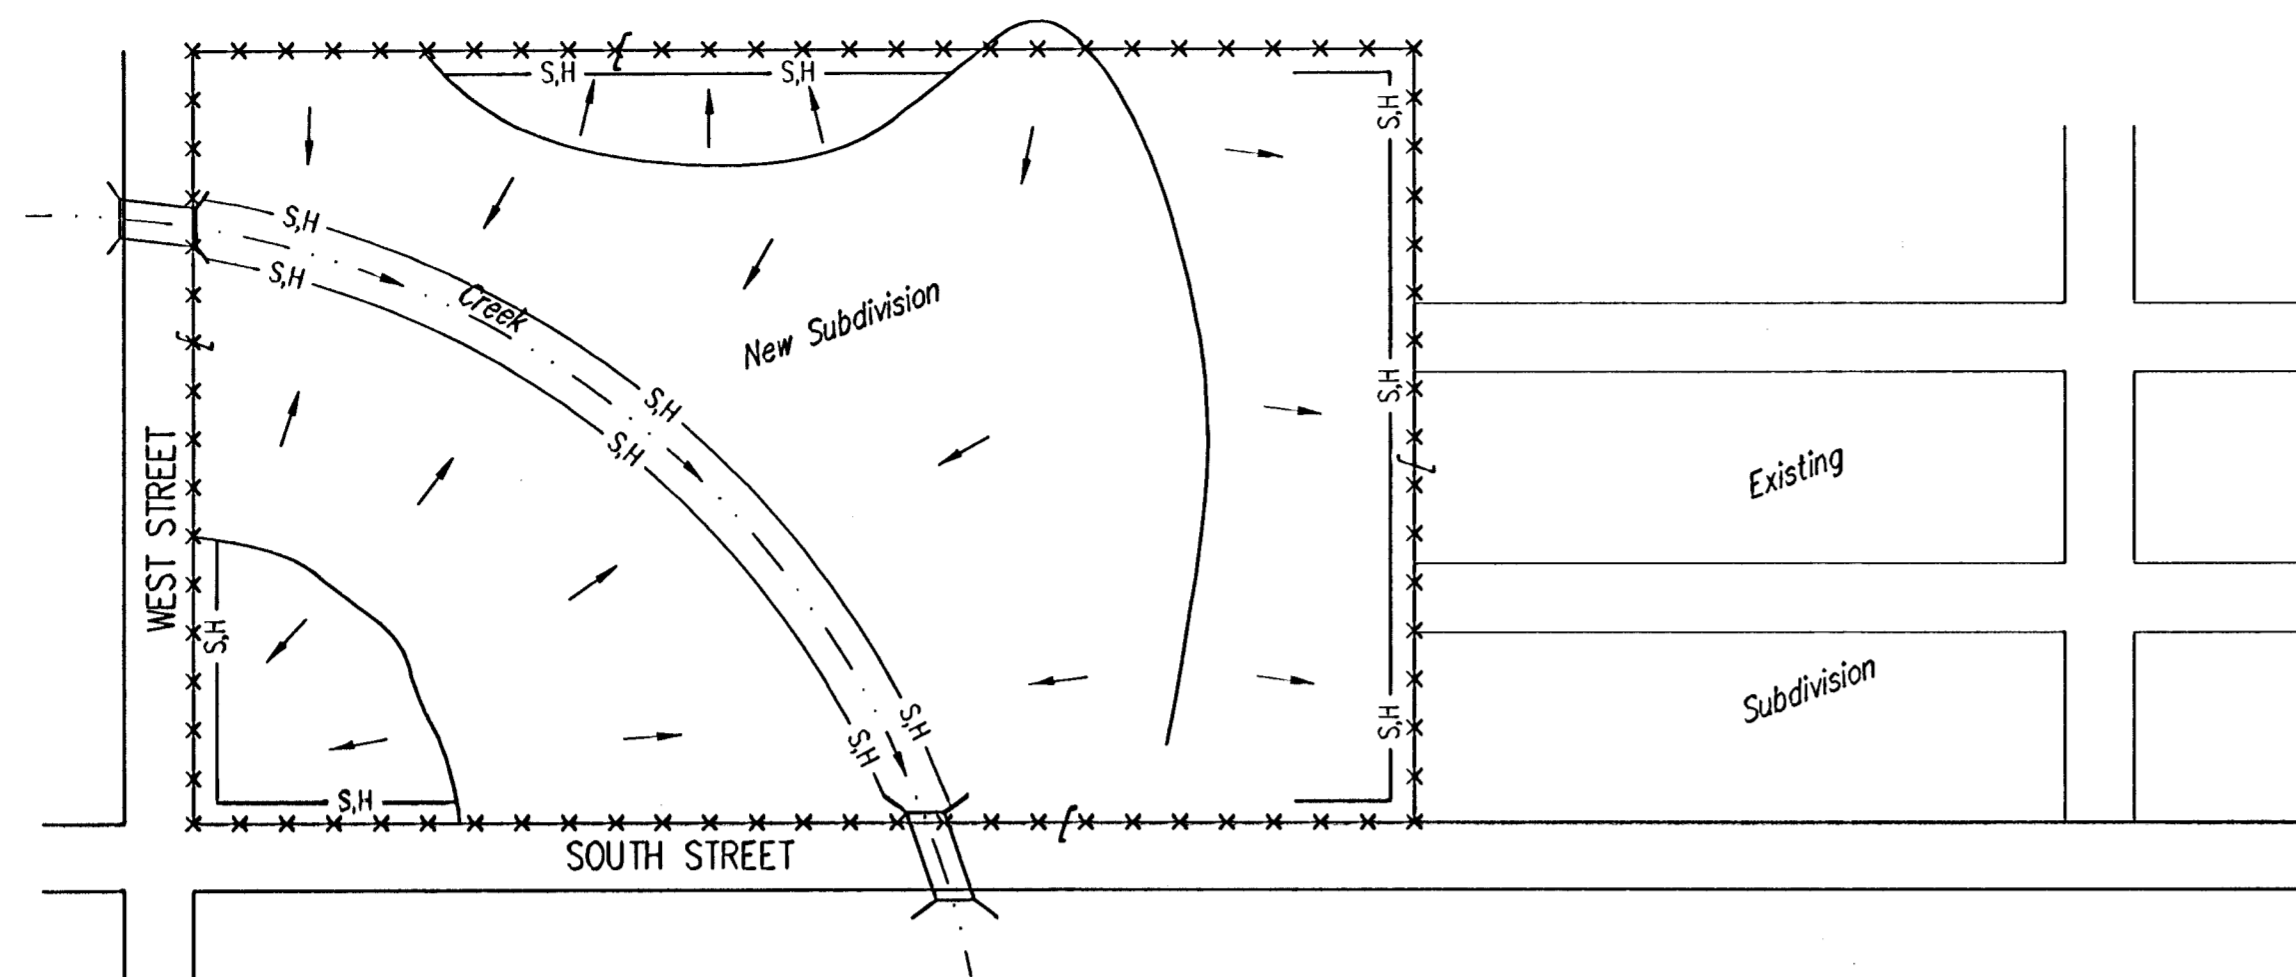 S,H S,H
S,H
S,H
S,H
Creek
New Subdivision
S,H
S,H
S,H
WEST STREET
Existing
S,H
Subdivision
S,H
S,H
S,H
S,H
SOUTH STREET